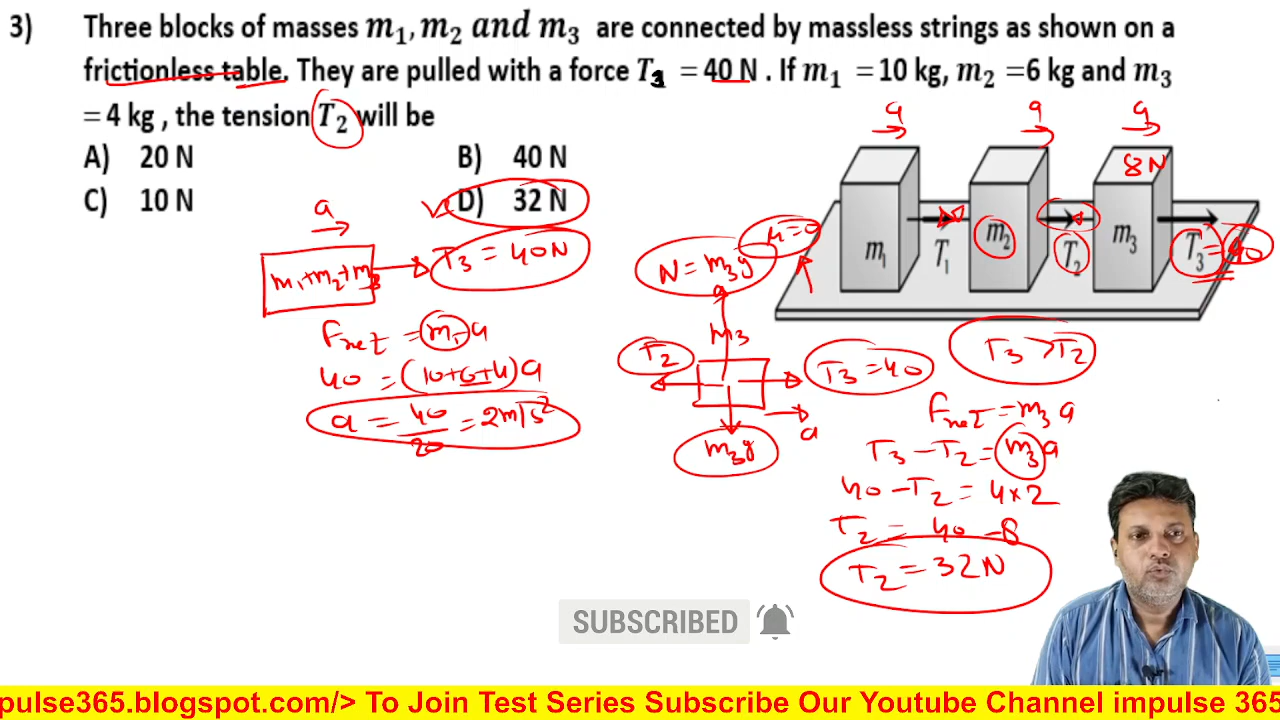 3) Three blocks of masses m₁, m₂ and m₃ are connected by massless strings as shown on a
frictionless table. They are pulled with a force T₃ = 40 N . If m₁ = 10 kg, m₂ =6 kg and m₃
= 4 kg , the tension T₂ will be
A) 20 N B) 40 N
C) 10 N D) 32 N
a a a
8 N
m₁ T₁ m₂ T₂ m₃ T₃ = 40
μ=0
a
m₁+m₂+m₃ T₃ = 40N
Fnet = m₁ a
40 = (10+6+4)a
a = 40/20 = 2m/s²
N = m₃g
m₃
T₂ T₃ = 40
a
m₃g
T₃ > T₂
Fnet = m₃ a
T₃ - T₂ = m₃ a
40 - T₂ = 4 × 2
T₂ = 40 - 8
T₂ = 32N
SUBSCRIBED
pulse365.blogspot.com/> To Join Test Series Subscribe Our Youtube Channel impulse 365